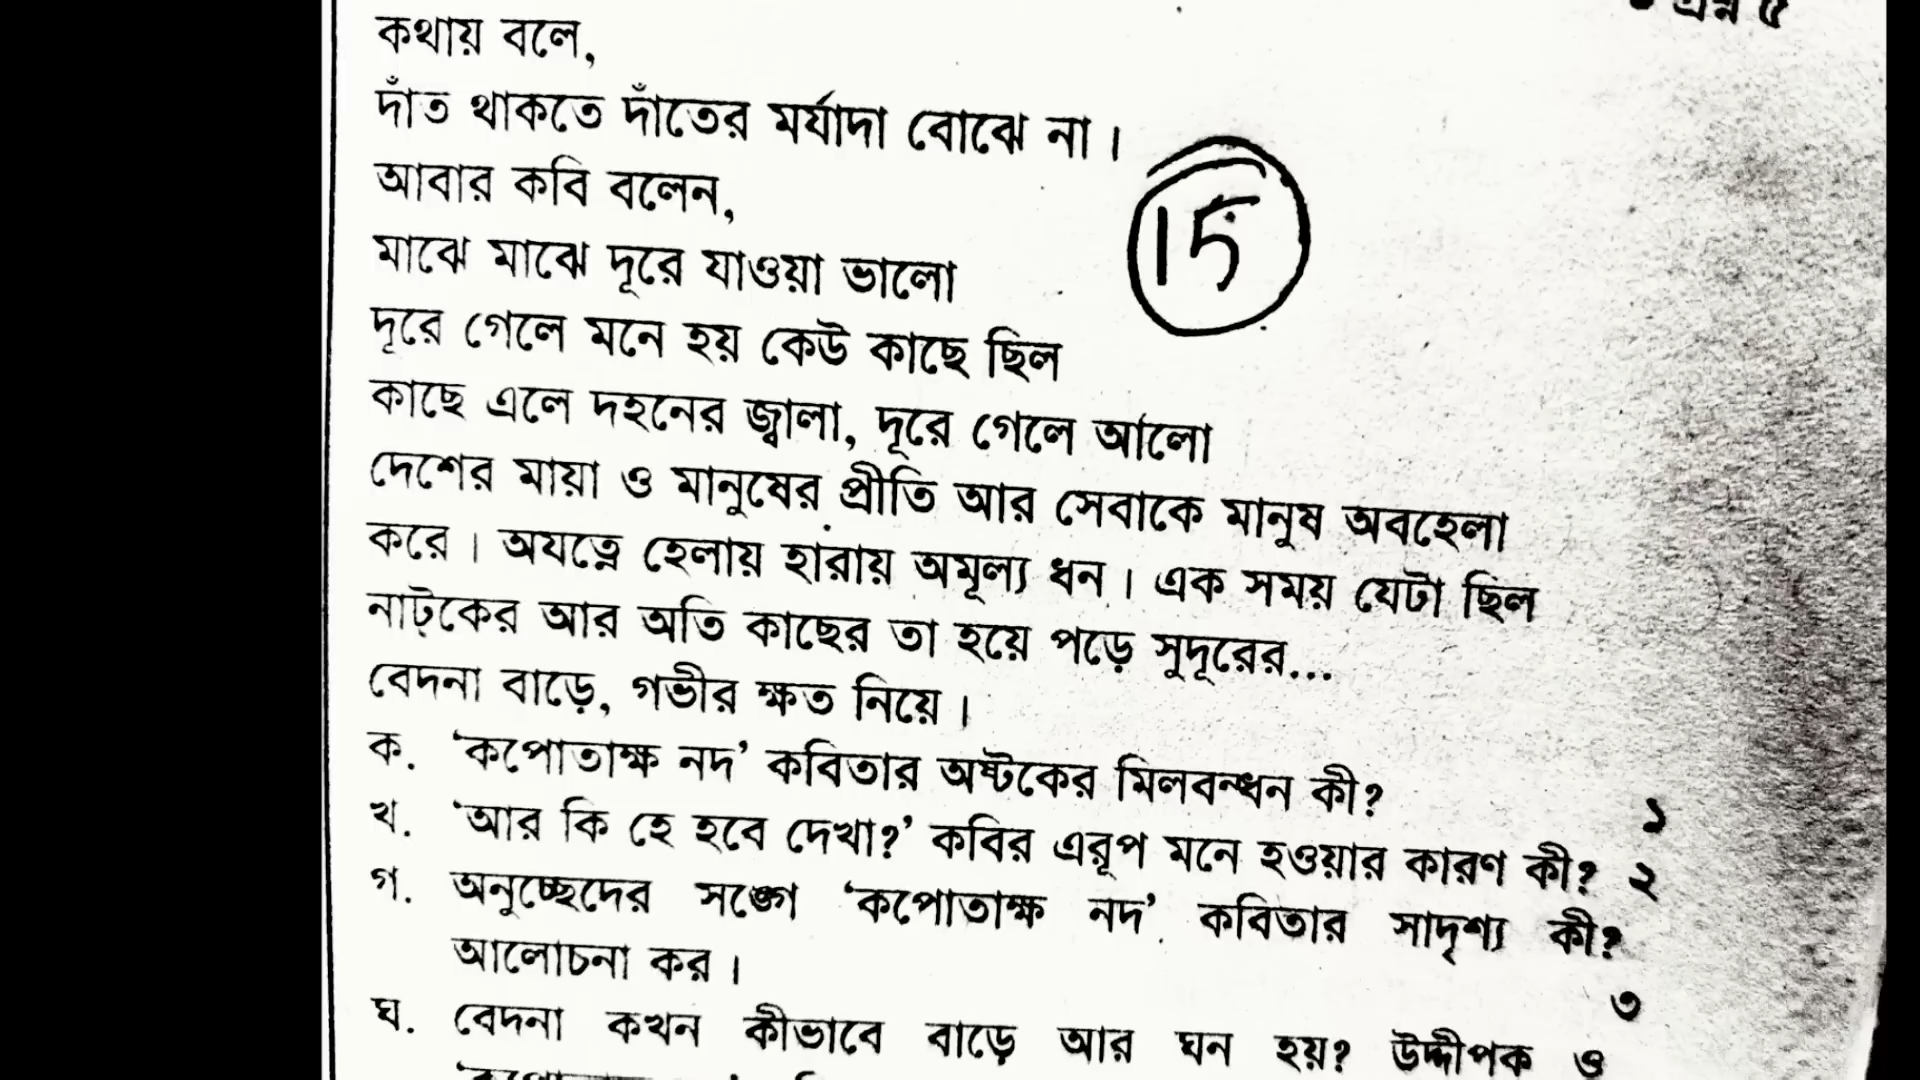 কথায় বলে,
দাঁত থাকতে দাঁতের মর্যাদা বোঝে না।
আবার কবি বলেন,
15
মাঝে মাঝে দূরে যাওয়া ভালো
দূরে গেলে মনে হয় কেউ কাছে ছিল
কাছে এলে দহনের জ্বালা, দূরে গেলে আলো
দেশের মায়া ও মানুষের প্রীতি আর সেবাকে মানুষ অবহেলা
করে। অযত্নে হেলায় হারায় অমূল্য ধন। এক সময় যেটা ছিল
নাট্‌কের আর অতি কাছের তা হয়ে পড়ে সুদূরের...
বেদনা বাড়ে, গভীর ক্ষত নিয়ে।
ক. ‘কপোতাক্ষ নদ’ কবিতার অষ্টকের মিলবন্ধন কী? ১
খ. ‘আর কি হে হবে দেখা?’ কবির এরূপ মনে হওয়ার কারণ কী? ২
গ. অনুচ্ছেদের সঙ্গে ‘কপোতাক্ষ নদ’ কবিতার সাদৃশ্য কী?
আলোচনা কর। ৩
ঘ. বেদনা কখন কীভাবে বাড়ে আর ঘন হয়? উদ্দীপক ও